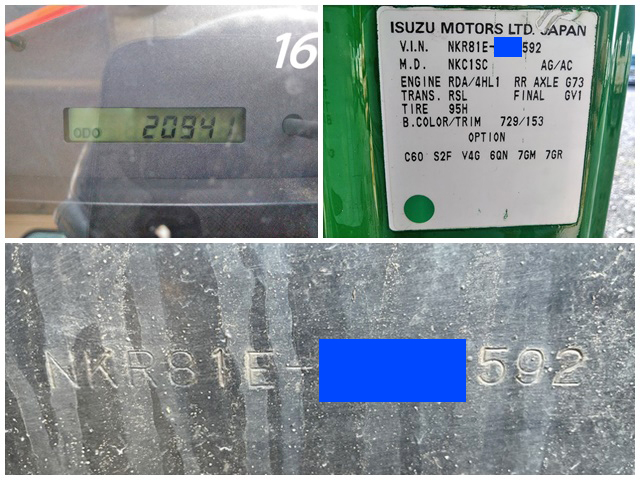 16
ODO 20941
ISUZU MOTORS LTD. JAPAN
V.I.N. NKR81E-592
M.D. NKC1SC AG/AC
ENGINE RDA/4HL1 RR AXLE G73
TRANS. RSL FINAL GV1
TIRE 95H
B.COLOR/TRIM 729/153
OPTION
C60 S2F V4G 6QN 7GM 7GR
NKR81E-592